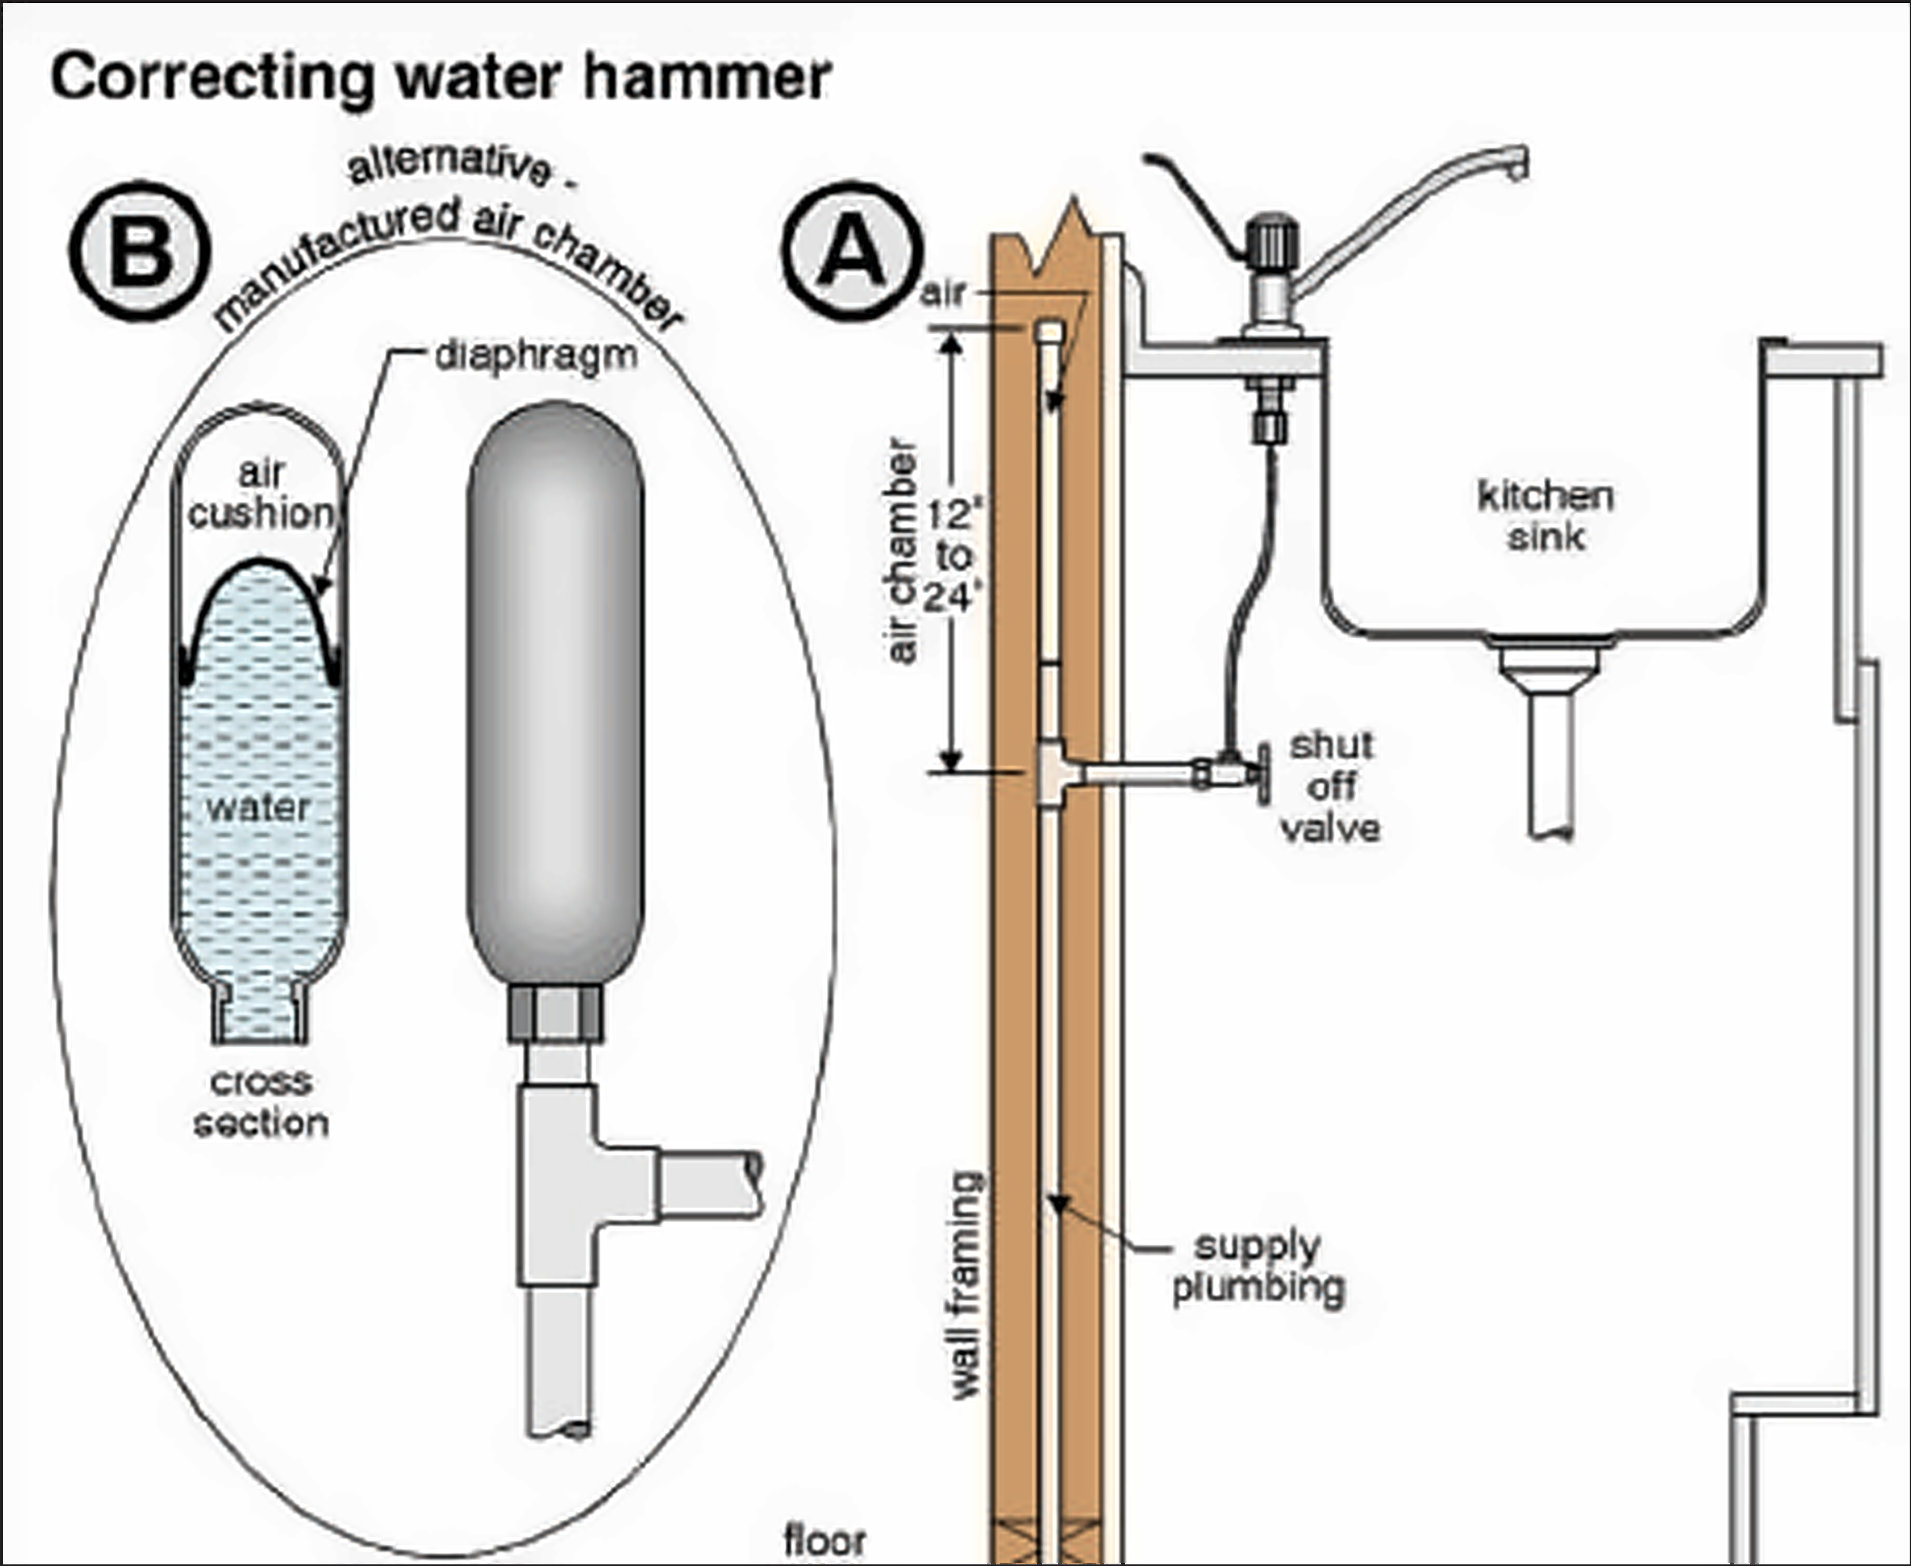 Correcting water hammer
alternative -
manufactured air chamber
B
diaphragm
air
cushion
water
cross
section
A
air
air chamber
12"
to
24"
kitchen
sink
shut
off
valve
supply
plumbing
wall framing
floor